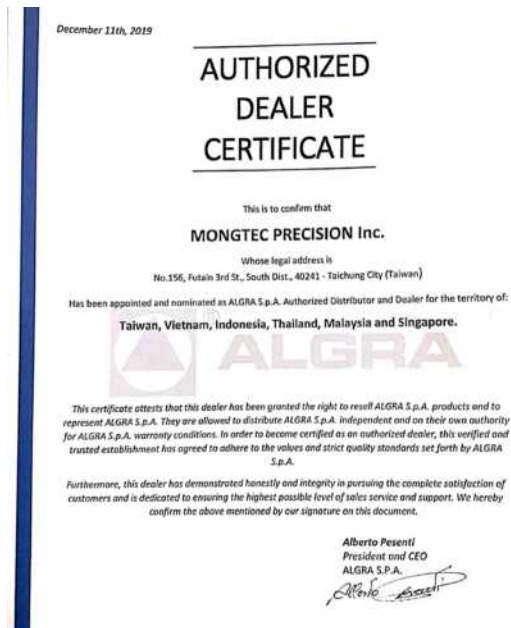 December 11th, 2019
AUTHORIZED
DEALER
CERTIFICATE
This is to confirm that
MONGTEC PRECISION Inc.
Whose legal address is
No.156, Futain 3rd St., South Dist., 40241 - Taichung City (Taiwan)
Has been appointed and nominated as ALGRA S.p.A. Authorized Distributor and Dealer for the territory of:
Taiwan, Vietnam, Indonesia, Thailand, Malaysia and Singapore.
ALGRA
This certificate attests that this dealer has been granted the right to resell ALGRA S.p.A. products and to
represent ALGRA S.p.A. They are allowed to distribute ALGRA S.p.A. independent and on their own authority
for ALGRA S.p.A. warranty conditions. In order to become certified as an authorized dealer, this verified and
trusted establishment has agreed to adhere to the values and strict quality standards set forth by ALGRA
S.p.A.
Furthermore, this dealer has demonstrated honestly and integrity in pursuing the complete satisfaction of
customers and is dedicated to ensuring the highest possible level of sales service and support. We hereby
confirm the above mentioned by our signature on this document.
Alberto Pesenti
President and CEO
ALGRA S.P.A.